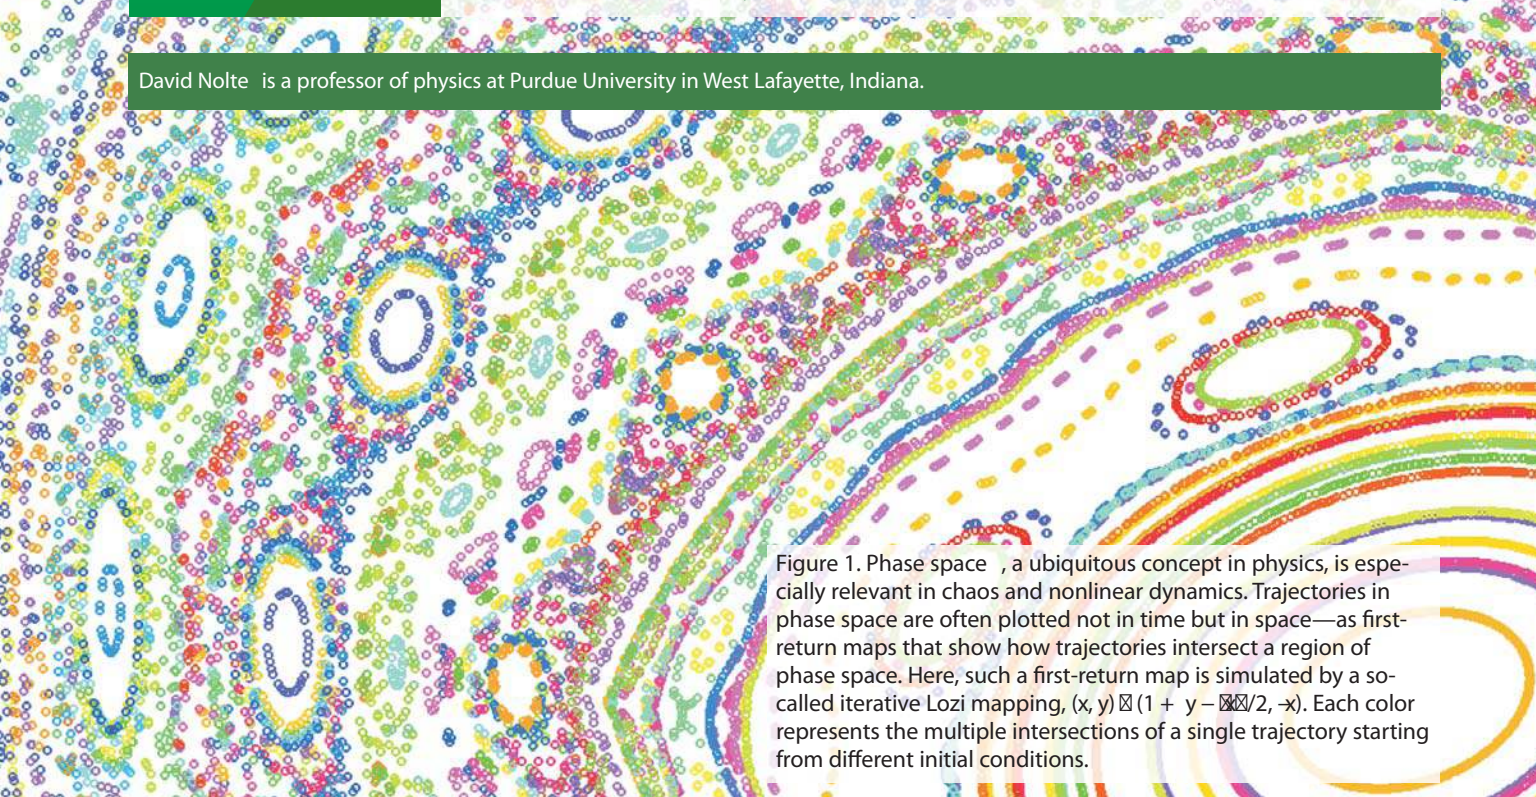 David Nolte is a professor of physics at Purdue University in West Lafayette, Indiana.
Figure 1. Phase space , a ubiquitous concept in physics, is espe-
cially relevant in chaos and nonlinear dynamics. Trajectories in
phase space are often plotted not in time but in space—as first-
return maps that show how trajectories intersect a region of
phase space. Here, such a first-return map is simulated by a so-
called iterative Lozi mapping, (x, y) (1 + y − /2, −x). Each color
represents the multiple intersections of a single trajectory starting
from different initial conditions.